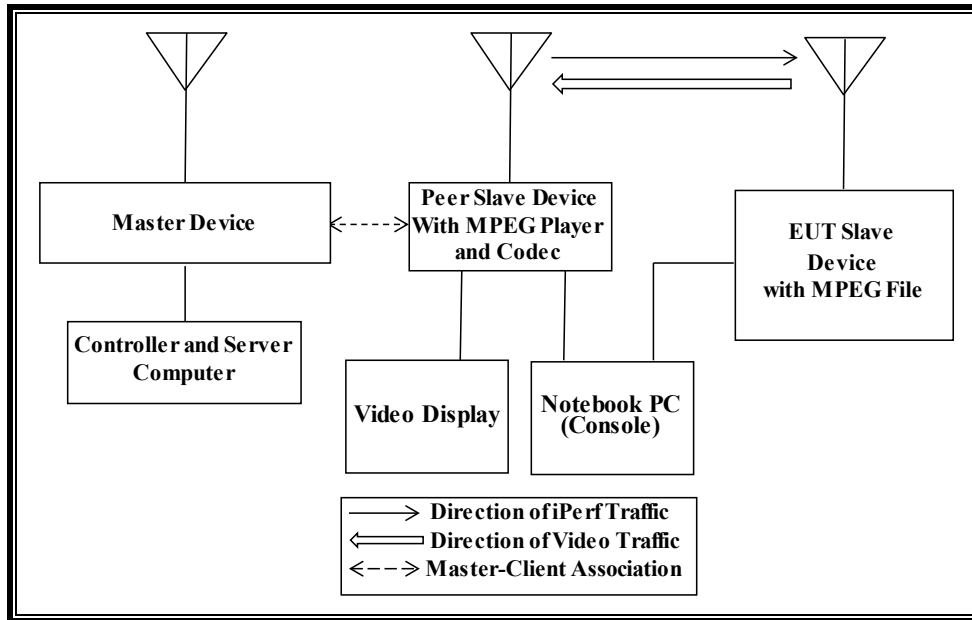 Master Device
Peer Slave Device
With MPEG Player
and Codec
EUT Slave
Device
with MPEG File
Controller and Server
Computer
Video Display
Notebook PC
(Console)
Direction of iPerf Traffic
Direction of Video Traffic
Master-Client Association